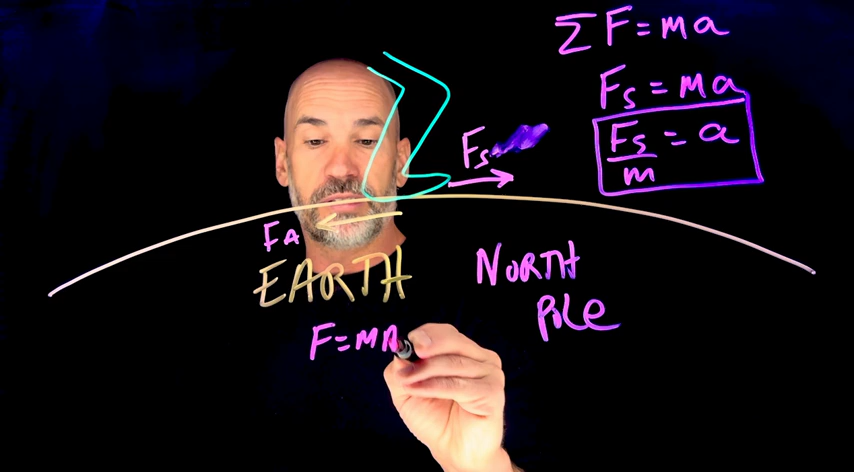 ΣF=ma
Fs=ma
Fs/m=a
Fs
FA
EARTH
NORTH
POLE
F=MA